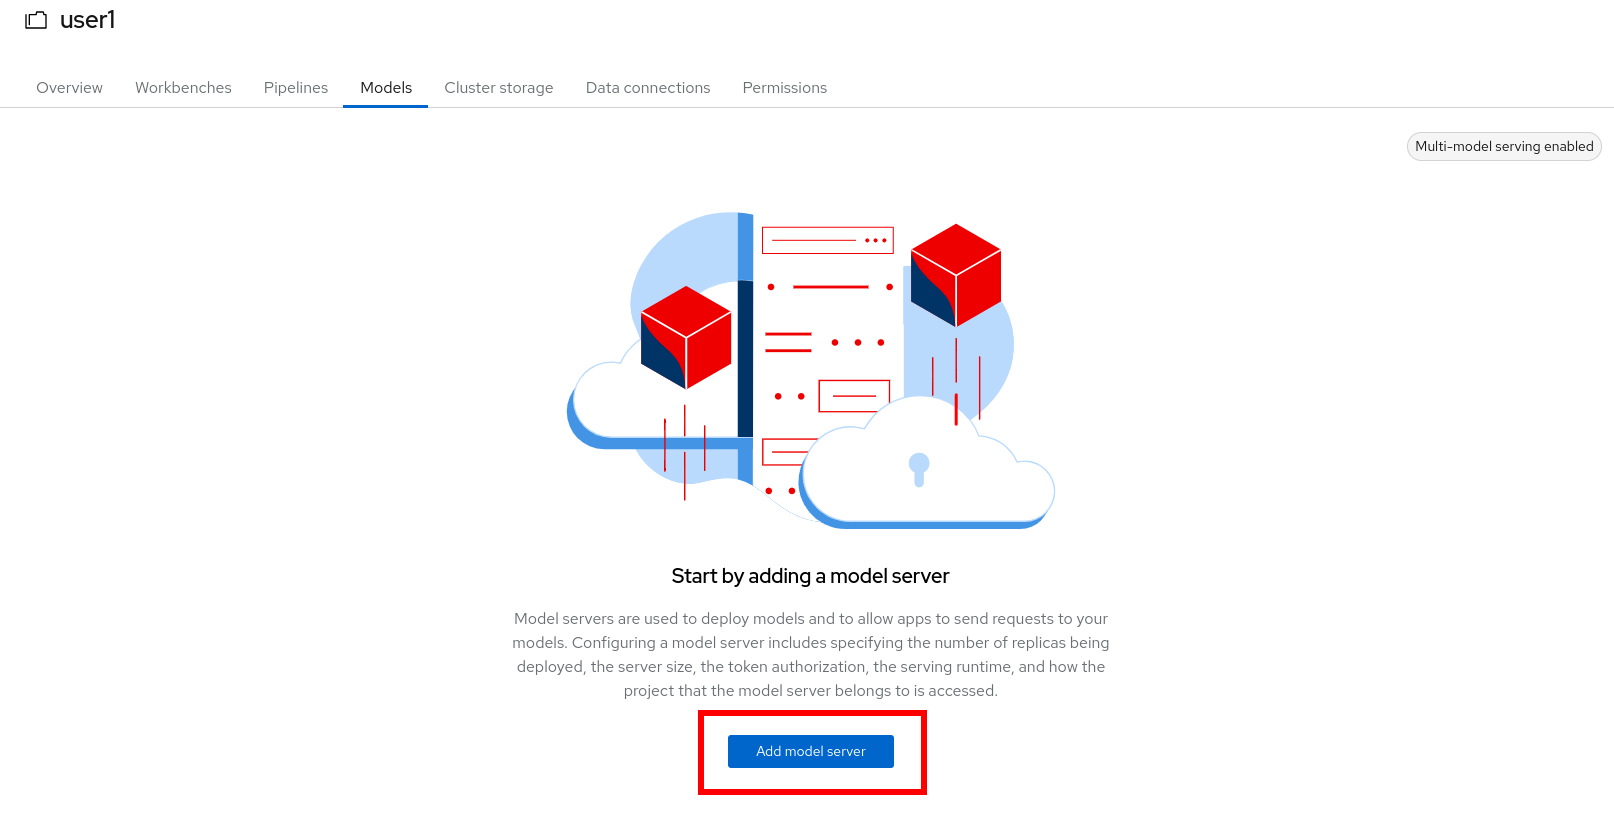 user1
Overview Workbenches Pipelines Models Cluster storage Data connections Permissions
Multi-model serving enabled
Start by adding a model server
Model servers are used to deploy models and to allow apps to send requests to your
models. Configuring a model server includes specifying the number of replicas being
deployed, the server size, the token authorization, the serving runtime, and how the
project that the model server belongs to is accessed.
Add model server